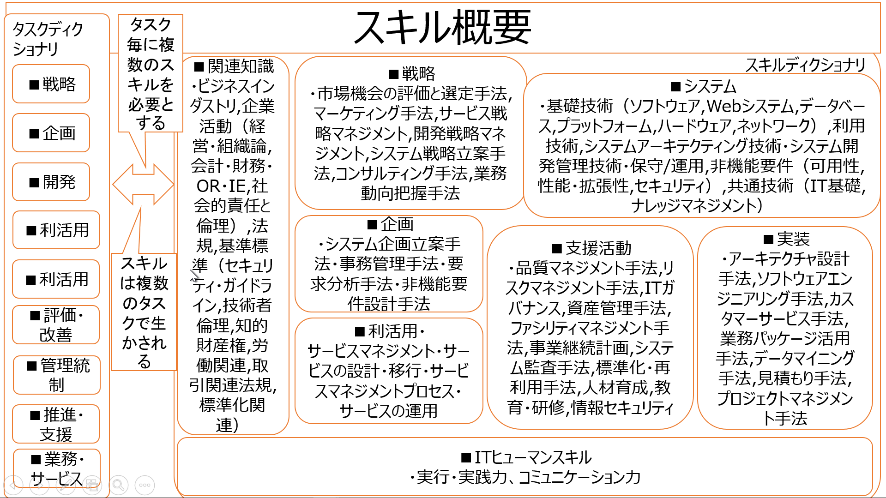 スキル概要
タスクディク
ショナリ
■戦略
■企画
■開発
■利活用
■利活用
■評価・
改善
■管理統
制
■推進・
支援
■業務・
サービス
タスク
毎に複
数のス
キルを
必要と
する
スキル
は複数
のタス
クで生
かされ
る
スキルディクショナリ
■関連知識
・ビジネスイン
ダストリ,企業
活動（経
営・組織論,
会計・財務・
OR・IE,社
会的責任と
倫理）,法
規,基準標
準（セキュリ
ティ・ガイドラ
イン,技術者
倫理,知的
財産権,労
働関連,取
引関連法規,
標準化関
連）
■戦略
・市場機会の評価と選定手法,
マーケティング手法,サービス戦
略マネジメント,開発戦略マネ
ジメント,システム戦略立案手
法,コンサルティング手法,業務
動向把握手法
■システム
・基礎技術（ソフトウェア,Webシステム,データベー
ス,プラットフォーム,ハードウェア,ネットワーク）,利用
技術,システムアーキテクティング技術・システム開
発管理技術・保守/運用,非機能要件（可用性,
性能・拡張性,セキュリティ）,共通技術（IT基礎,
ナレッジマネジメント）
■企画
・システム企画立案手
法・事務管理手法・要
求分析手法・非機能要
件設計手法
■利活用・
サービスマネジメント・サー
ビスの設計・移行・サービ
スマネジメントプロセス・
サービスの運用
■支援活動
・品質マネジメント手法,リ
スクマネジメント手法,ITガ
バナンス,資産管理手法,
ファシリティマネジメント手
法,事業継続計画,システ
ム監査手法,標準化・再
利用手法,人材育成,教
育・研修,情報セキュリティ
■実装
・アーキテクチャ設計
手法,ソフトウェアエン
ジニアリング手法,カス
タマーサービス手法,
業務パッケージ活用
手法,データマイニング
手法,見積もり手法,
プロジェクトマネジメン
ト手法
■ITヒューマンスキル
・実行・実践力、コミュニケーション力